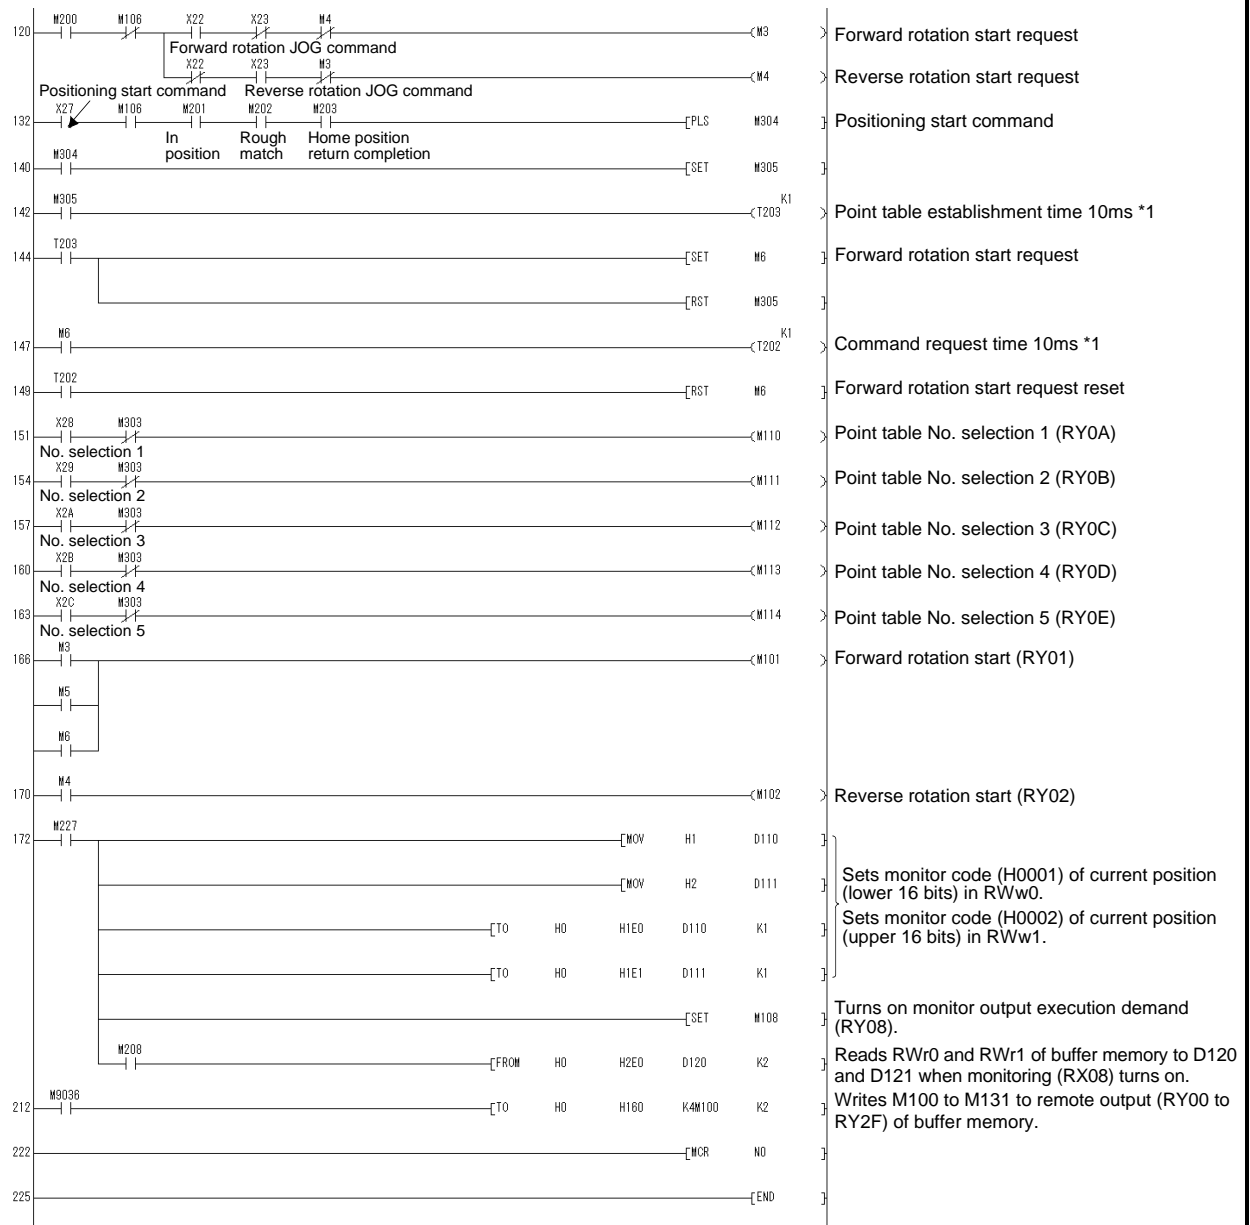 M200 M106 X22 X23 M4
120 (M3 ) Forward rotation start request
Forward rotation JOG command
X22 X23 M3
(M4 ) Reverse rotation start request
Positioning start command Reverse rotation JOG command
X27 M106 M201 M202 M203
132 [PLS M304 ] Positioning start command
In position Rough match Home position return completion
M304
140 [SET M305 ]
M305 K1
142 (T203 ) Point table establishment time 10ms *1
T203
144 [SET M6 ] Forward rotation start request
[RST M305 ]
M6 K1
147 (T202 ) Command request time 10ms *1
T202
149 [RST M6 ] Forward rotation start request reset
X28 M303
151 (M110 ) Point table No. selection 1 (RY0A)
No. selection 1
X29 M303
154 (M111 ) Point table No. selection 2 (RY0B)
No. selection 2
X2A M303
157 (M112 ) Point table No. selection 3 (RY0C)
No. selection 3
X2B M303
160 (M113 ) Point table No. selection 4 (RY0D)
No. selection 4
X2C M303
163 (M114 ) Point table No. selection 5 (RY0E)
No. selection 5
M3
166 (M101 ) Forward rotation start (RY01)
M5
M6
M4
170 (M102 ) Reverse rotation start (RY02)
M227
172 [MOV H1 D110 ]
[MOV H2 D111 ]
Sets monitor code (H0001) of current position
(lower 16 bits) in RWw0.
Sets monitor code (H0002) of current position
(upper 16 bits) in RWw1.
[TO H0 H1E0 D110 K1 ]
[TO H0 H1E1 D111 K1 ]
[SET M108 ] Turns on monitor output execution demand
(RY08).
M208
[FROM H0 H2E0 D120 K2 ] Reads RWr0 and RWr1 of buffer memory to D120
and D121 when monitoring (RX08) turns on.
M9036
212 [TO H0 H160 K4M100 K2 ] Writes M100 to M131 to remote output (RY00 to
RY2F) of buffer memory.
222 [MCR N0 ]
225 [END ]